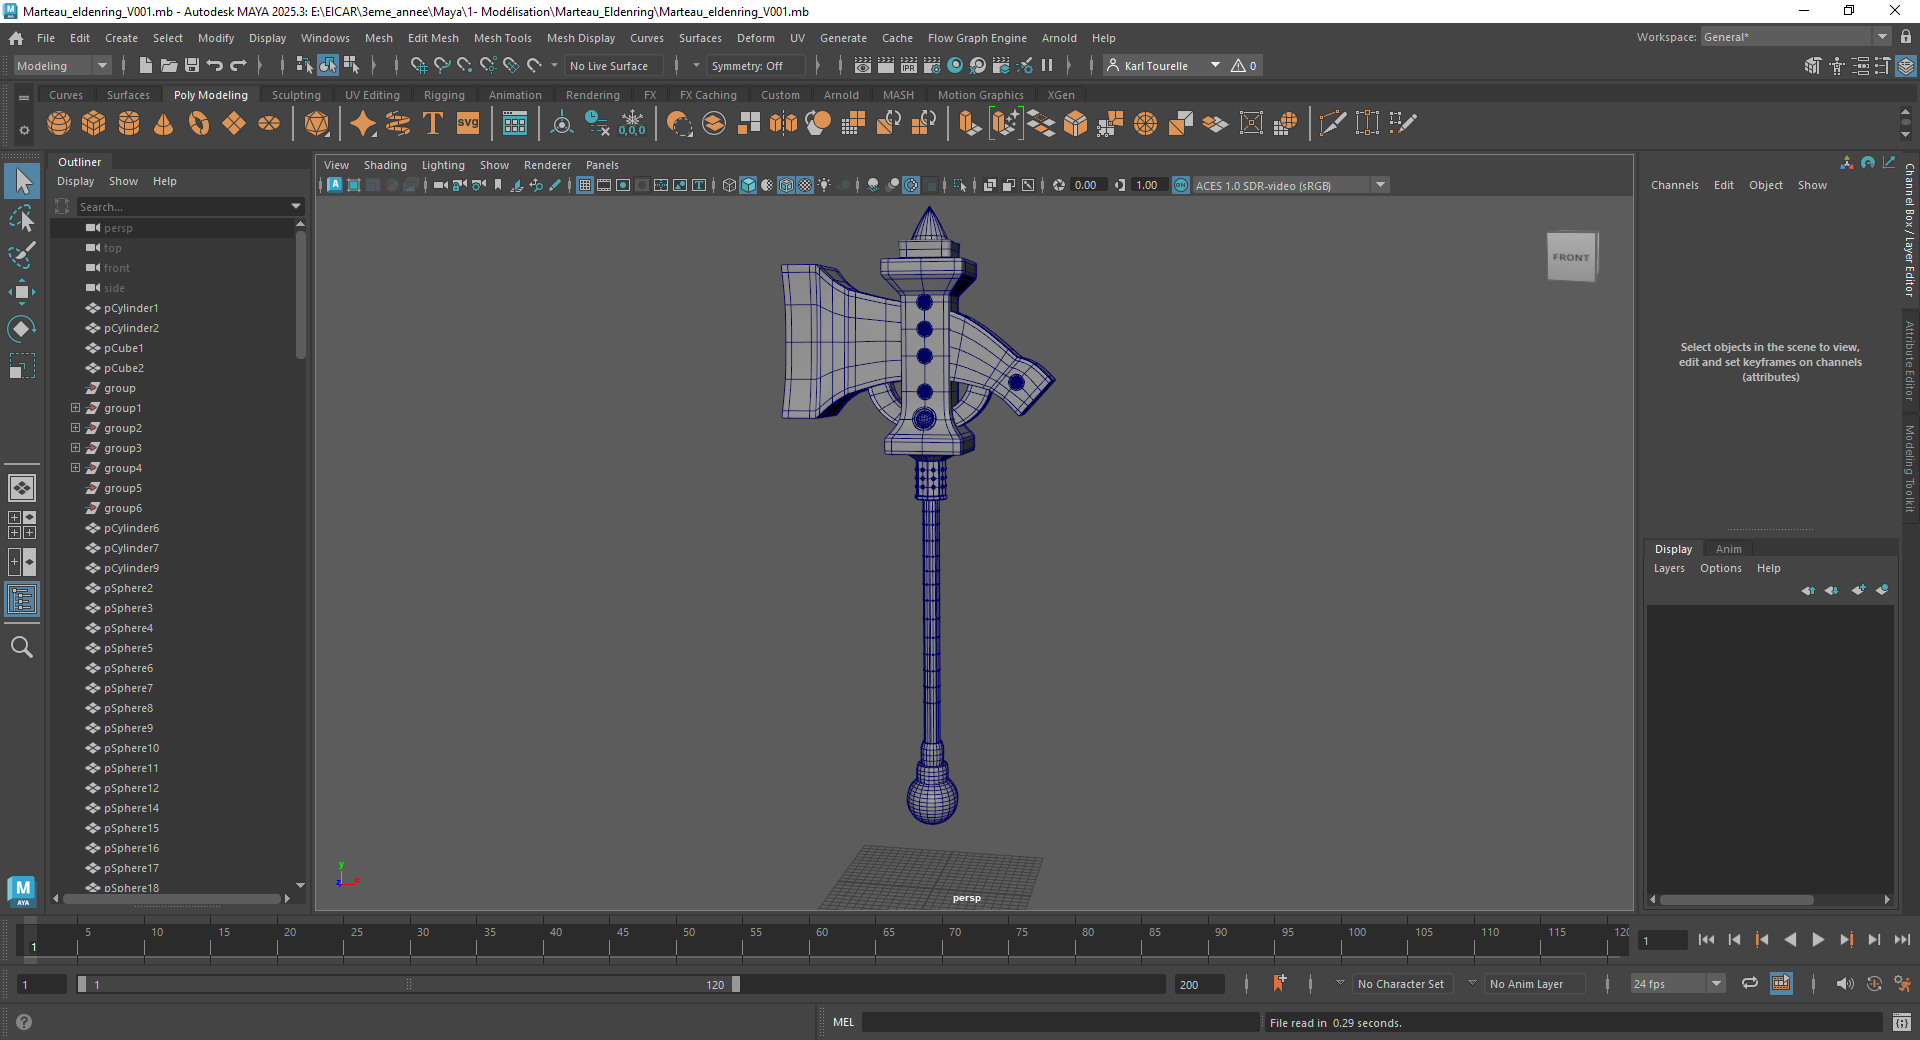 Marteau_eldenring_V001.mb - Autodesk MAYA 2025.3: E:\EICAR\3eme_annee\Maya\1- Modélisation\Marteau_Eldenring\Marteau_eldenring_V001.mb
File Edit Create Select Modify Display Windows Mesh Edit Mesh Mesh Tools Mesh Display Curves Surfaces Deform UV Generate Cache Flow Graph Engine Arnold Help
Workspace: General*
Modeling
No Live Surface
Symmetry: Off
IPR
Karl Tourelle
0
Curves Surfaces Poly Modeling Sculpting UV Editing Rigging Animation Rendering FX FX Caching Custom Arnold MASH Motion Graphics XGen
T
SVG
0,0,0
Outliner
Display Show Help
Search...
persp
top
front
side
pCylinder1
pCylinder2
pCube1
pCube2
group
group1
group2
group3
group4
group5
group6
pCylinder6
pCylinder7
pCylinder9
pSphere2
pSphere3
pSphere4
pSphere5
pSphere6
pSphere7
pSphere8
pSphere9
pSphere10
pSphere11
pSphere12
pSphere14
pSphere15
pSphere16
pSphere17
pSphere18
View Shading Lighting Show Renderer Panels
0.00
1.00
ACES 1.0 SDR-video (sRGB)
FRONT
y
z
x
persp
Channels Edit Object Show
Select objects in the scene to view,
edit and set keyframes on channels
(attributes)
Channel Box / Layer Editor
Attribute Editor
Modeling Toolkit
Display Anim
Layers Options Help
M
AYA
1
5 10 15 20 25 30 35 40 45 50 55 60 65 70 75 80 85 90 95 100 105 110 115 120
1
1
1
120
200
No Character Set
No Anim Layer
24 fps
MEL
File read in 0.29 seconds.